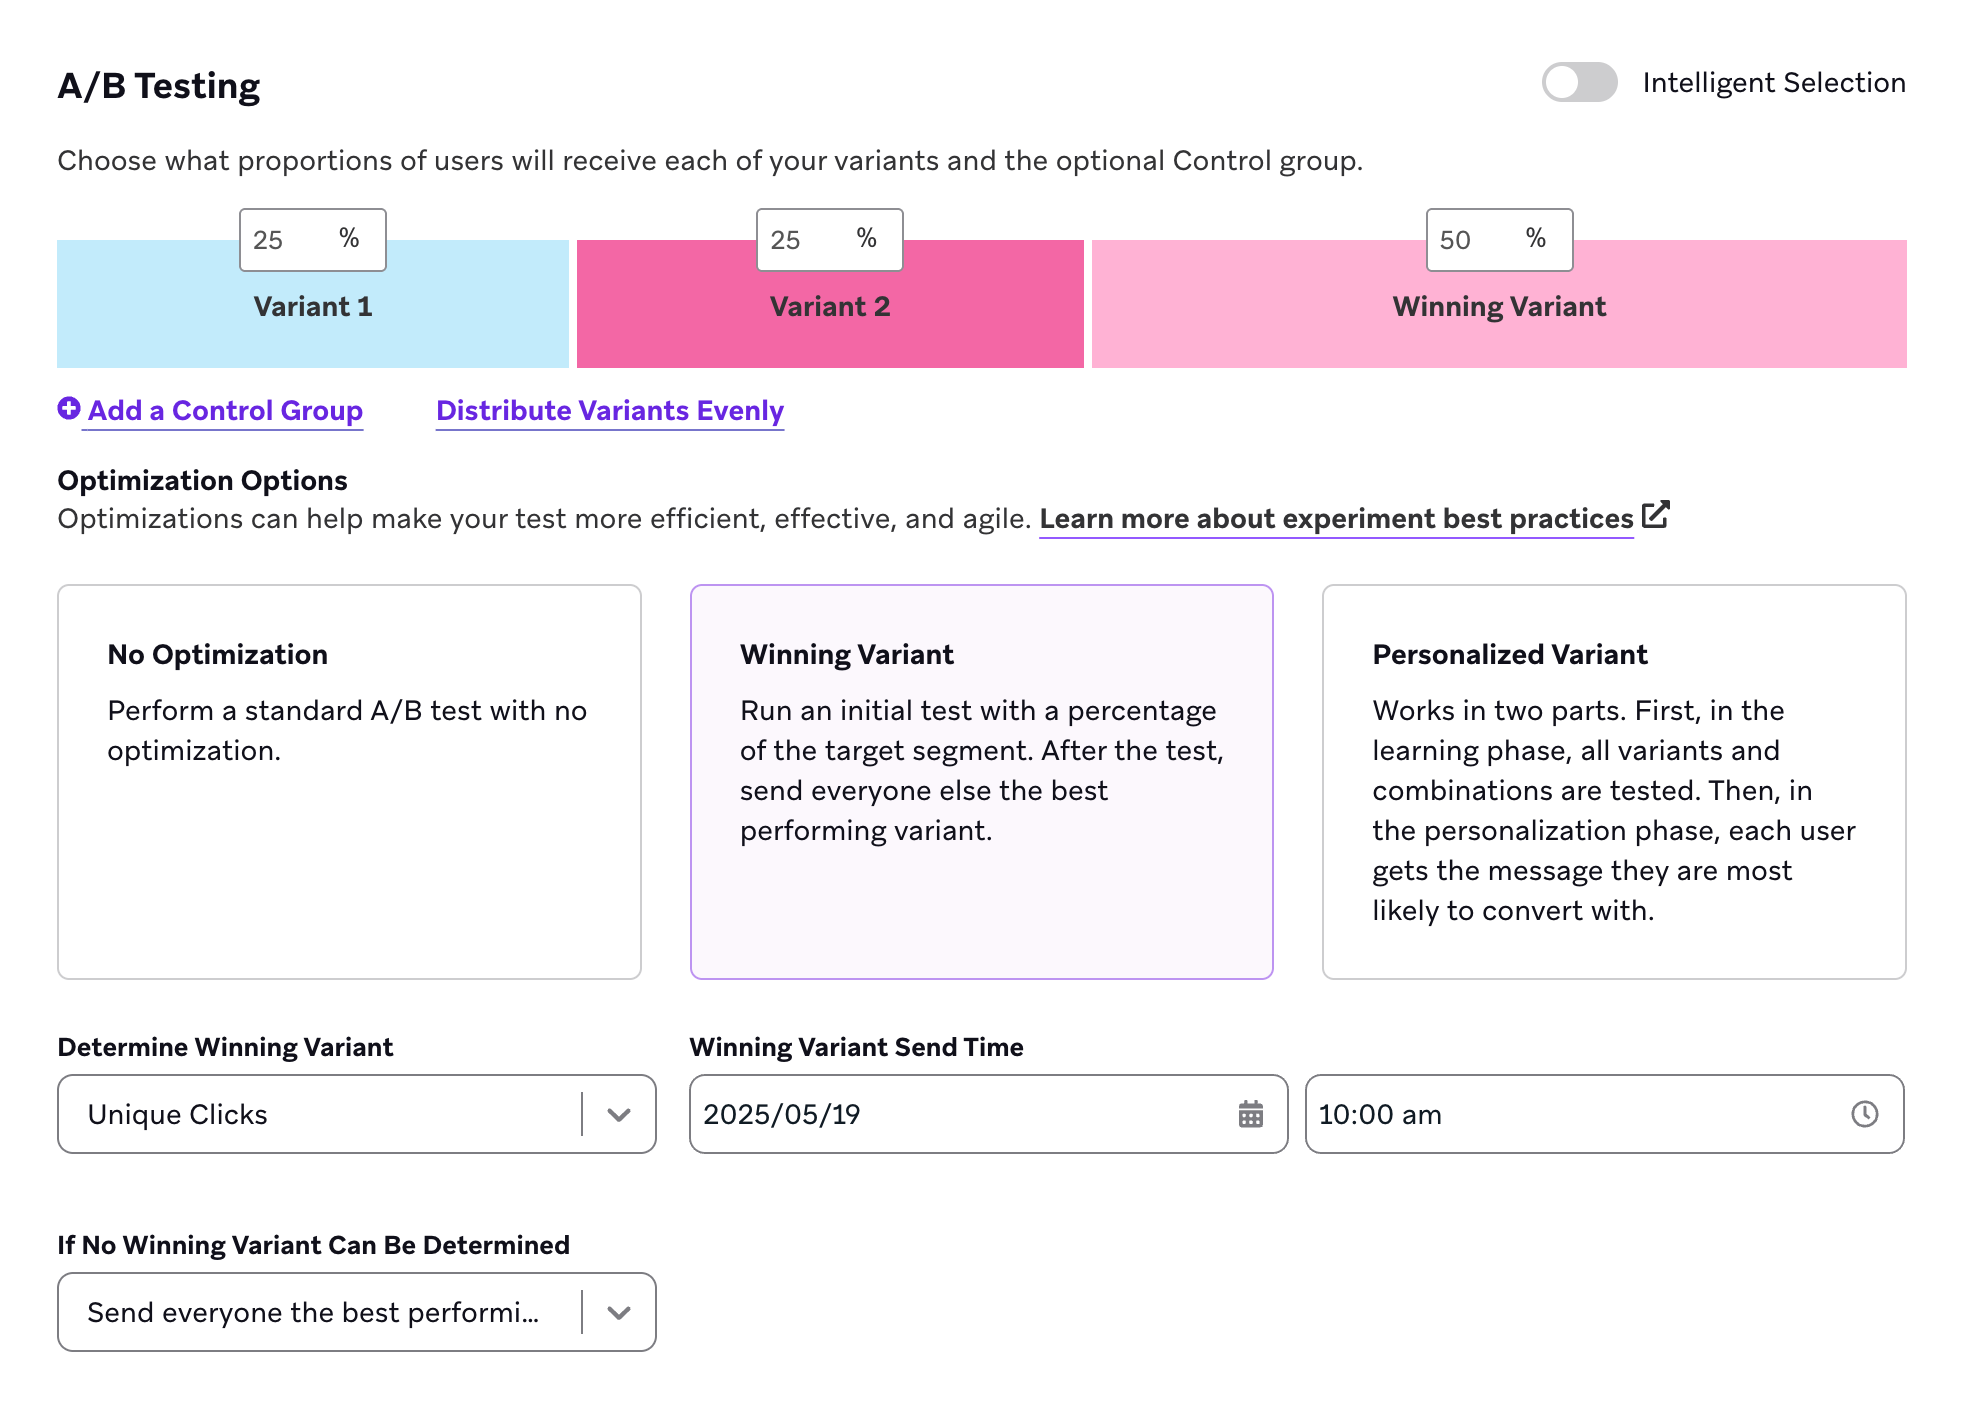 A/B Testing
Intelligent Selection
Choose what proportions of users will receive each of your variants and the optional Control group.
25 %
25 %
50 %
Variant 1
Variant 2
Winning Variant
Add a Control Group
Distribute Variants Evenly
Optimization Options
Optimizations can help make your test more efficient, effective, and agile. Learn more about experiment best practices
No Optimization
Perform a standard A/B test with no
optimization.
Winning Variant
Run an initial test with a percentage
of the target segment. After the test,
send everyone else the best
performing variant.
Personalized Variant
Works in two parts. First, in the
learning phase, all variants and
combinations are tested. Then, in
the personalization phase, each user
gets the message they are most
likely to convert with.
Determine Winning Variant
Unique Clicks
Winning Variant Send Time
2025/05/19
10:00 am
If No Winning Variant Can Be Determined
Send everyone the best performi...